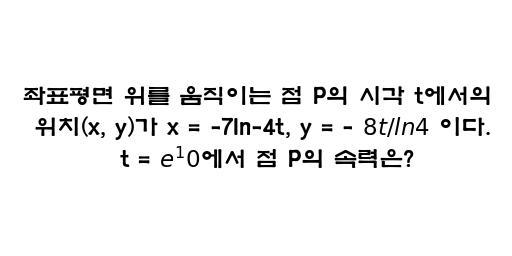 좌표평면 위를 움직이는 점 P의 시각 t에서의
위치(x, y)가 x = -7ln-4t, y = - 8t/ln4 이다.
t = e¹0에서 점 P의 속력은?